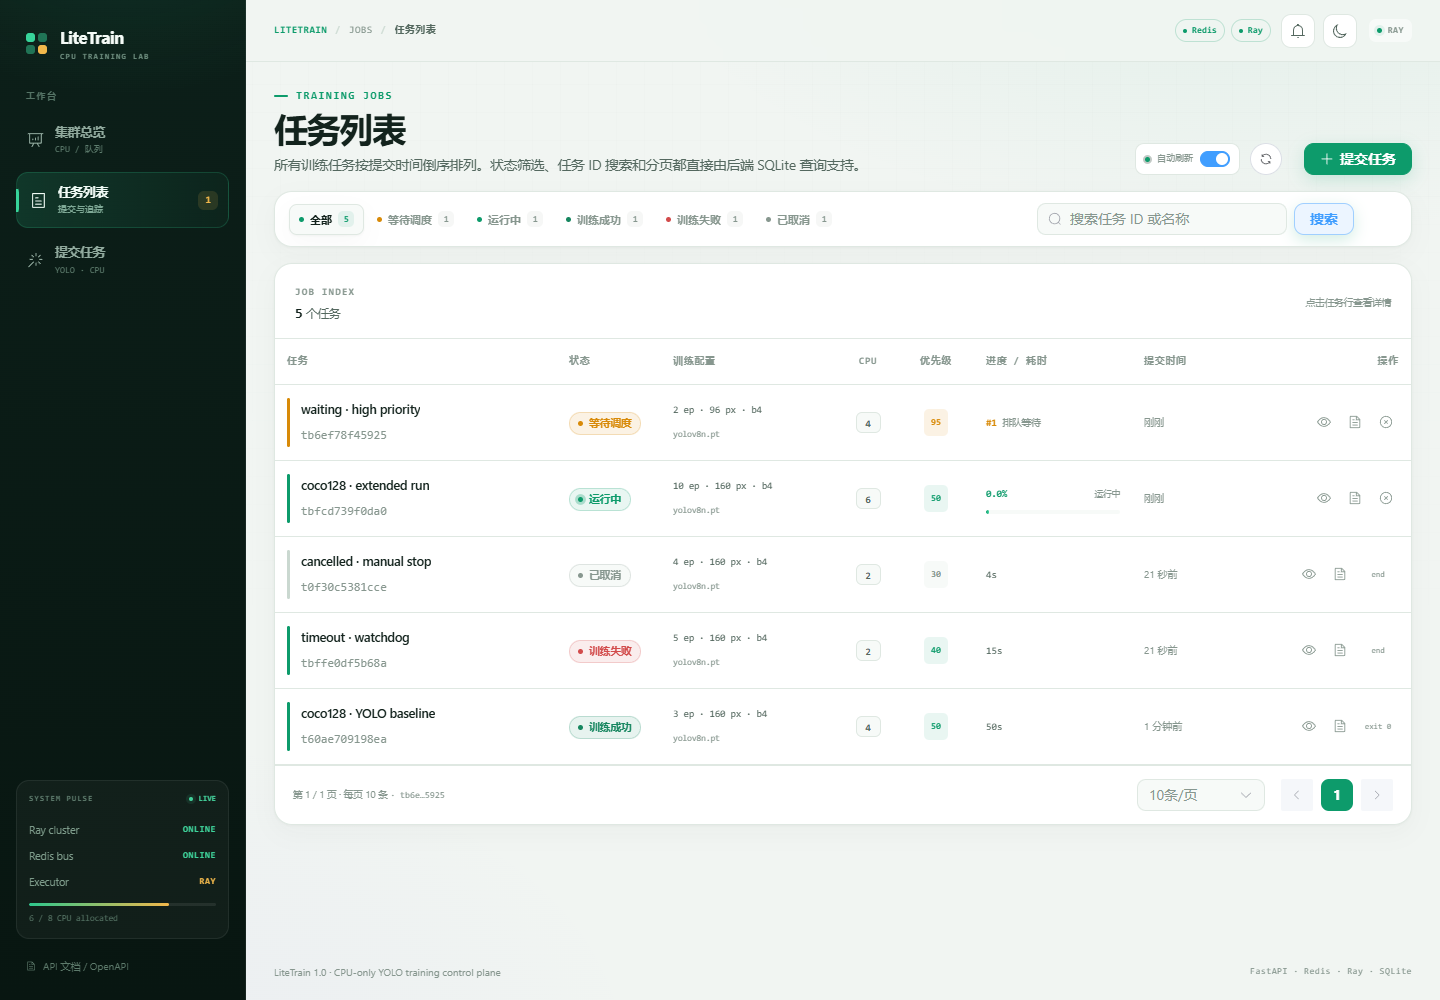 LiteTrain
CPU TRAINING LAB
工作台
集群总览
CPU / 队列
任务列表
提交与追踪
1
提交任务
YOLO · CPU
SYSTEM PULSE
LIVE
Ray cluster ONLINE
Redis bus ONLINE
Executor RAY
6 / 8 CPU allocated
API 文档 / OpenAPI
LITETRAIN / JOBS / 任务列表
Redis
Ray
RAY
TRAINING JOBS
任务列表
所有训练任务按提交时间倒序排列。状态筛选、任务 ID 搜索和分页都直接由后端 SQLite 查询支持。
自动刷新
提交任务
全部 5
等待调度 1
运行中 1
训练成功 1
训练失败 1
已取消 1
搜索任务 ID 或名称
搜索
JOB INDEX
5 个任务
点击任务行查看详情
任务 状态 训练配置 CPU 优先级 进度 / 耗时 提交时间 操作
waiting · high priority
tb6ef78f45925
等待调度
2 ep · 96 px · b4
yolov8n.pt
4
95
#1 排队等待
刚刚
coco128 · extended run
tbfcd739f0da0
运行中
10 ep · 160 px · b4
yolov8n.pt
6
50
0.0% 运行中
刚刚
cancelled · manual stop
t0f30c5381cce
已取消
4 ep · 160 px · b4
yolov8n.pt
2
30
4s
21 秒前
end
timeout · watchdog
tbffe0df5b68a
训练失败
5 ep · 160 px · b4
yolov8n.pt
2
40
15s
21 秒前
end
coco128 · YOLO baseline
t60ae709198ea
训练成功
3 ep · 160 px · b4
yolov8n.pt
4
50
50s
1 分钟前
exit 0
第 1 / 1 页 · 每页 10 条 · tb6e…5925
10条/页
1
LiteTrain 1.0 · CPU-only YOLO training control plane
FastAPI · Redis · Ray · SQLite